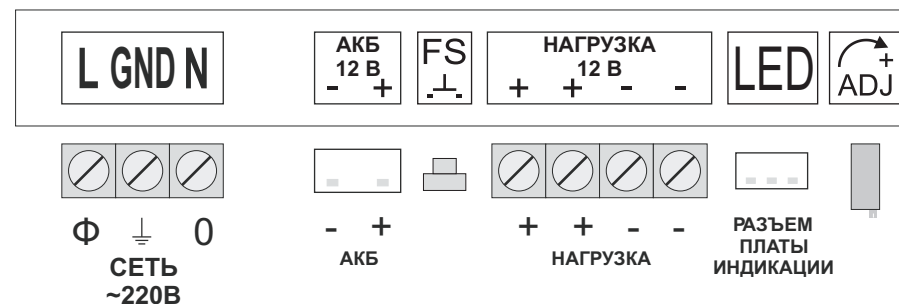 L GND N
АКБ
12 В
- +
FS
НАГРУЗКА
12 В
+ + - -
LED
+
ADJ
Ф ⏚ 0
СЕТЬ
~220В
- +
АКБ
+ + - -
НАГРУЗКА
РАЗЪЕМ
ПЛАТЫ
ИНДИКАЦИИ